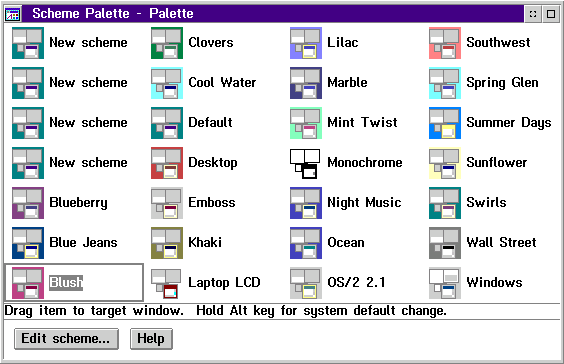 Scheme Palette - Palette
New scheme Clovers Lilac Southwest
New scheme Cool Water Marble Spring Glen
New scheme Default Mint Twist Summer Days
New scheme Desktop Monochrome Sunflower
Blueberry Emboss Night Music Swirls
Blue Jeans Khaki Ocean Wall Street
Blush Laptop LCD OS/2 2.1 Windows
Drag item to target window. Hold Alt key for system default change.
Edit scheme... Help